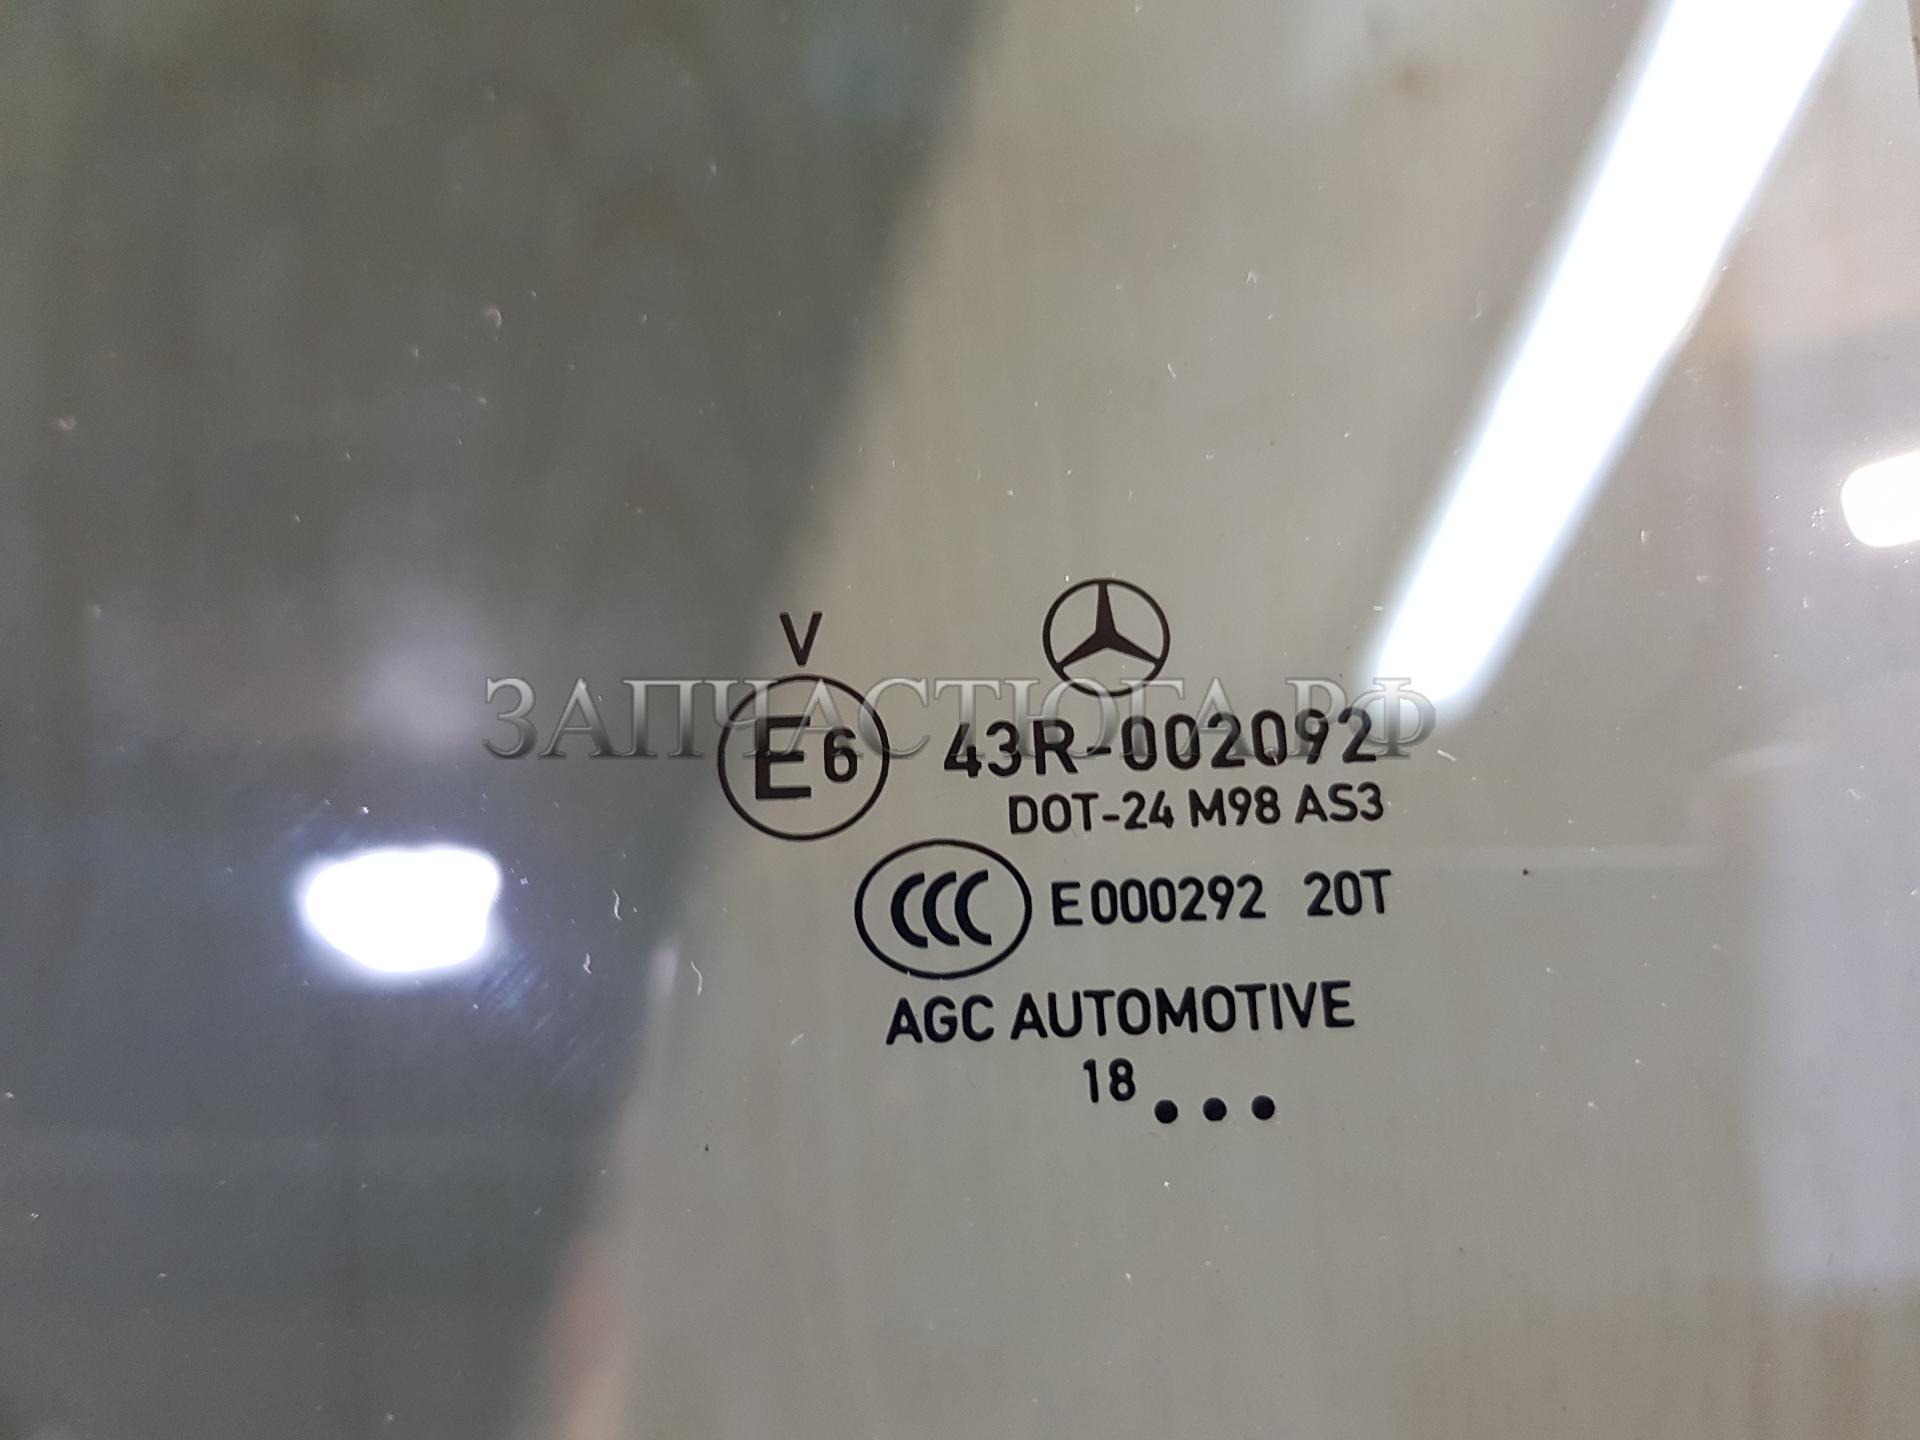 V
E6 43R-002092
ЗАПЧАСТЮГА.РФ
DOT-24 M98 AS3
CCC E000292 20T
AGC AUTOMOTIVE
18 ...